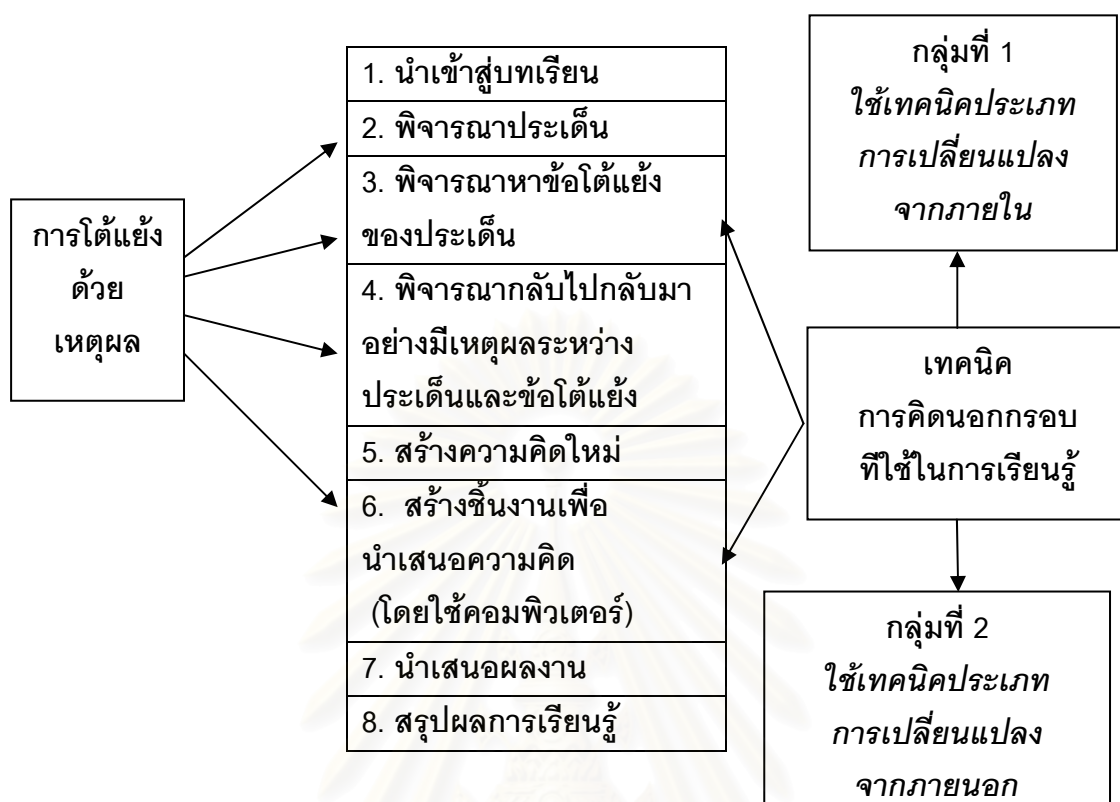 การโต้แย้ง
ด้วย
เหตุผล
1. นำเข้าสู่บทเรียน
2. พิจารณาประเด็น
3. พิจารณาหาข้อโต้แย้ง
ของประเด็น
4. พิจารณากลับไปกลับมา
อย่างมีเหตุผลระหว่าง
ประเด็นและข้อโต้แย้ง
5. สร้างความคิดใหม่
6. สร้างชิ้นงานเพื่อ
นำเสนอความคิด
(โดยใช้คอมพิวเตอร์)
7. นำเสนอผลงาน
8. สรุปผลการเรียนรู้
กลุ่มที่ 1
ใช้เทคนิคประเภท
การเปลี่ยนแปลง
จากภายใน
เทคนิค
การคิดนอกกรอบ
ทีใช้ในการเรียนรู้
กลุ่มที่ 2
ใช้เทคนิคประเภท
การเปลี่ยนแปลง
จากภายนอก